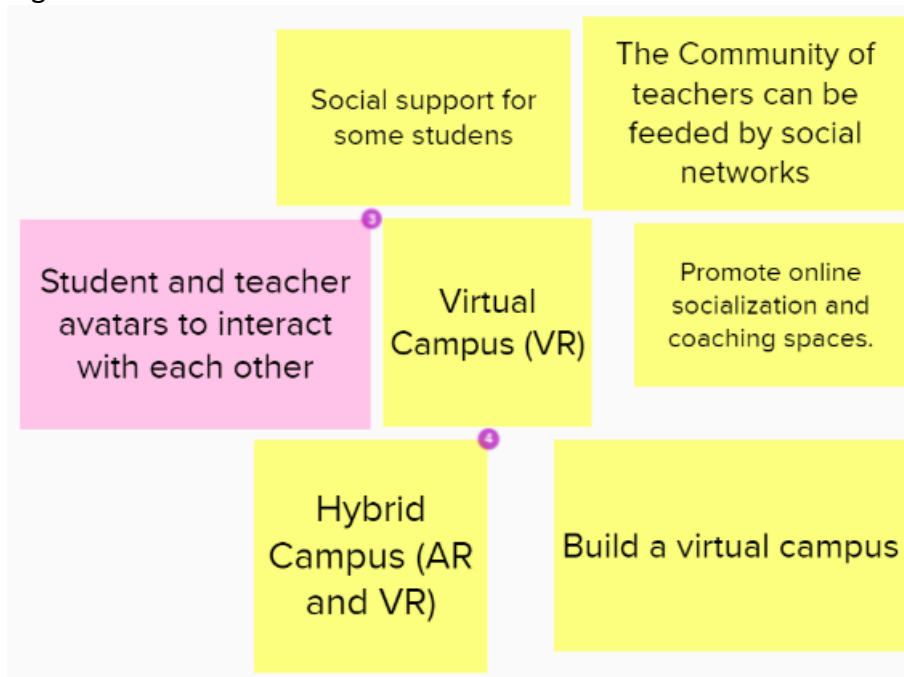 Social support for
some studens
The Community of
teachers can be
feeded by social
networks
3
Student and teacher
avatars to interact
with each other
Virtual
Campus (VR)
Promote online
socialization and
coaching spaces.
4
Hybrid
Campus (AR
and VR)
Build a virtual campus